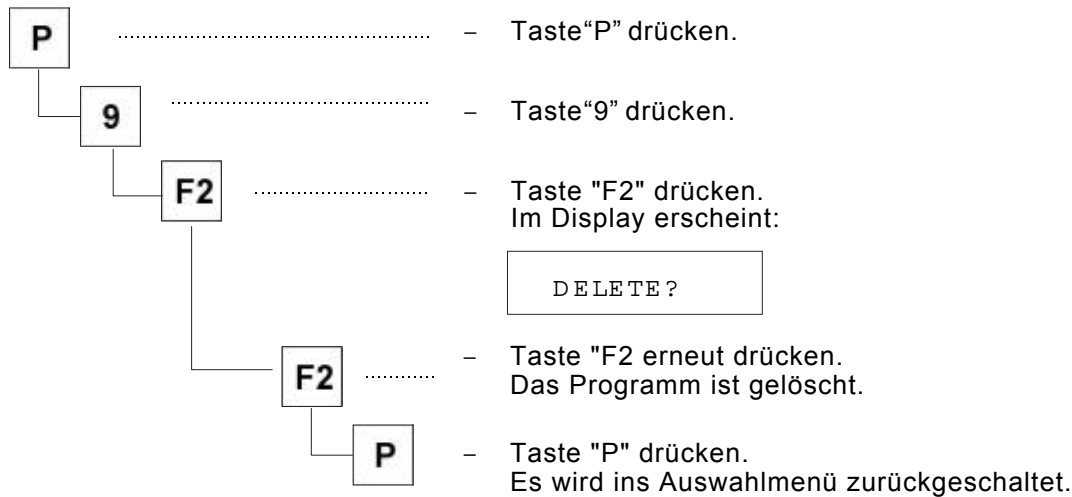 P – Taste“P” drücken.
9 – Taste“9” drücken.
F2 – Taste "F2" drücken.
Im Display erscheint:
DELETE?
F2 – Taste "F2 erneut drücken.
Das Programm ist gelöscht.
P – Taste "P" drücken.
Es wird ins Auswahlmenü zurückgeschaltet.